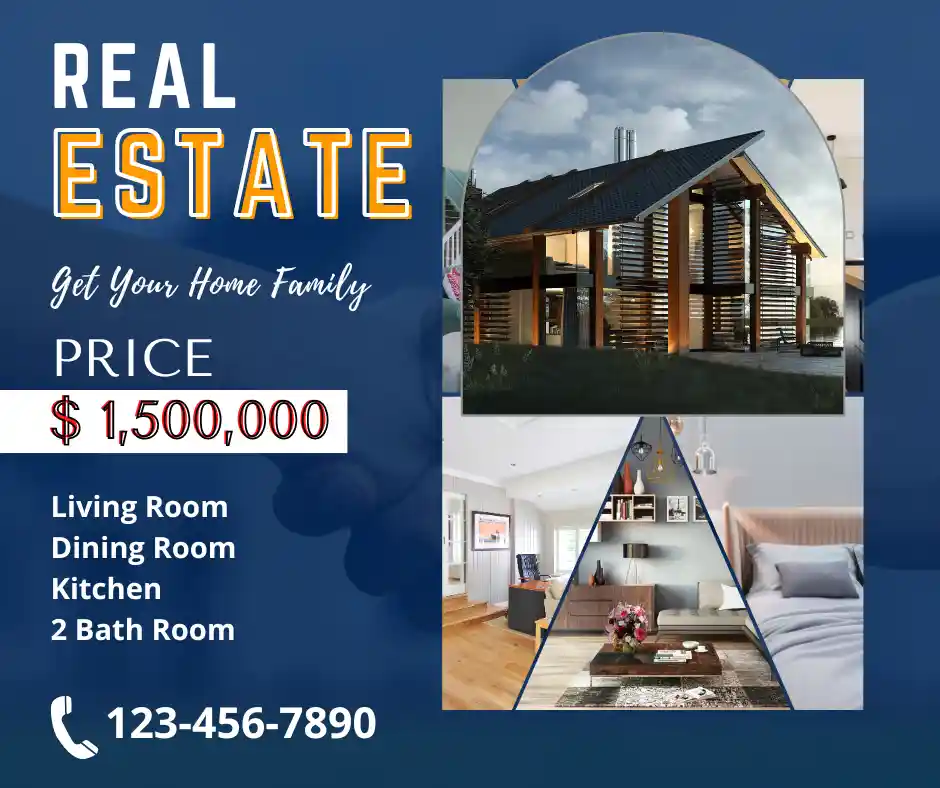 REAL
ESTATE
Get Your Home Family
PRICE
$ 1,500,000
Living Room
Dining Room
Kitchen
2 Bath Room
123-456-7890